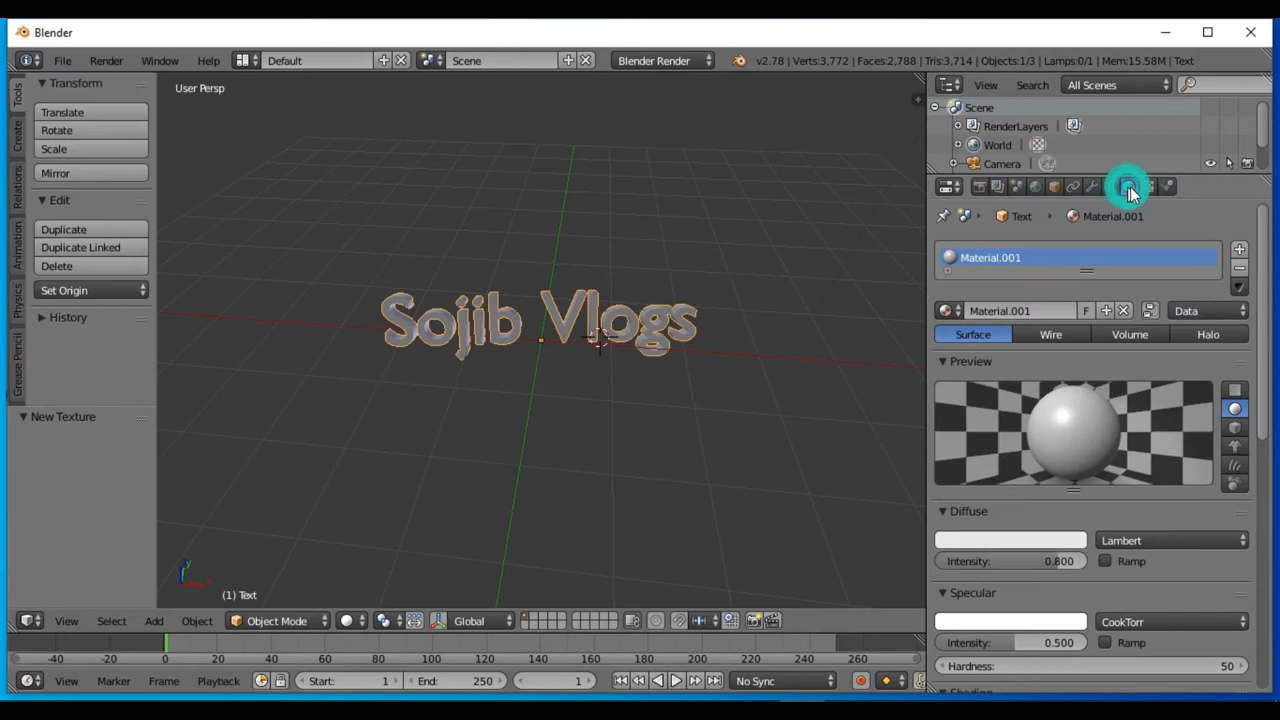 Blender
File Render Window Help Default Scene Blender Render v2.78 | Verts:3,772 | Faces:2,788 | Tris:3,714 | Objects:1/3 | Lamps:0/1 | Mem:15.58M | Text
Tools
Create
Relations
Animation
Physics
Grease Pencil
Transform
Translate
Rotate
Scale
Mirror
Edit
Duplicate
Duplicate Linked
Delete
Set Origin
History
New Texture
User Persp
Sojib Vlogs
(1) Text
View Select Add Object Object Mode Global
-40 -20 0 20 40 60 80 100 120 140 160 180 200 220 240 260
View Marker Frame Playback Start: 1 End: 250 1 No Sync
View Search All Scenes
Scene
RenderLayers
World
Camera
Text Material.001
Material.001
Material.001 F Data
Surface Wire Volume Halo
Preview
Diffuse
Lambert
Intensity: 0.800 Ramp
Specular
CookTorr
Intensity: 0.500 Ramp
Hardness: 50
Shading